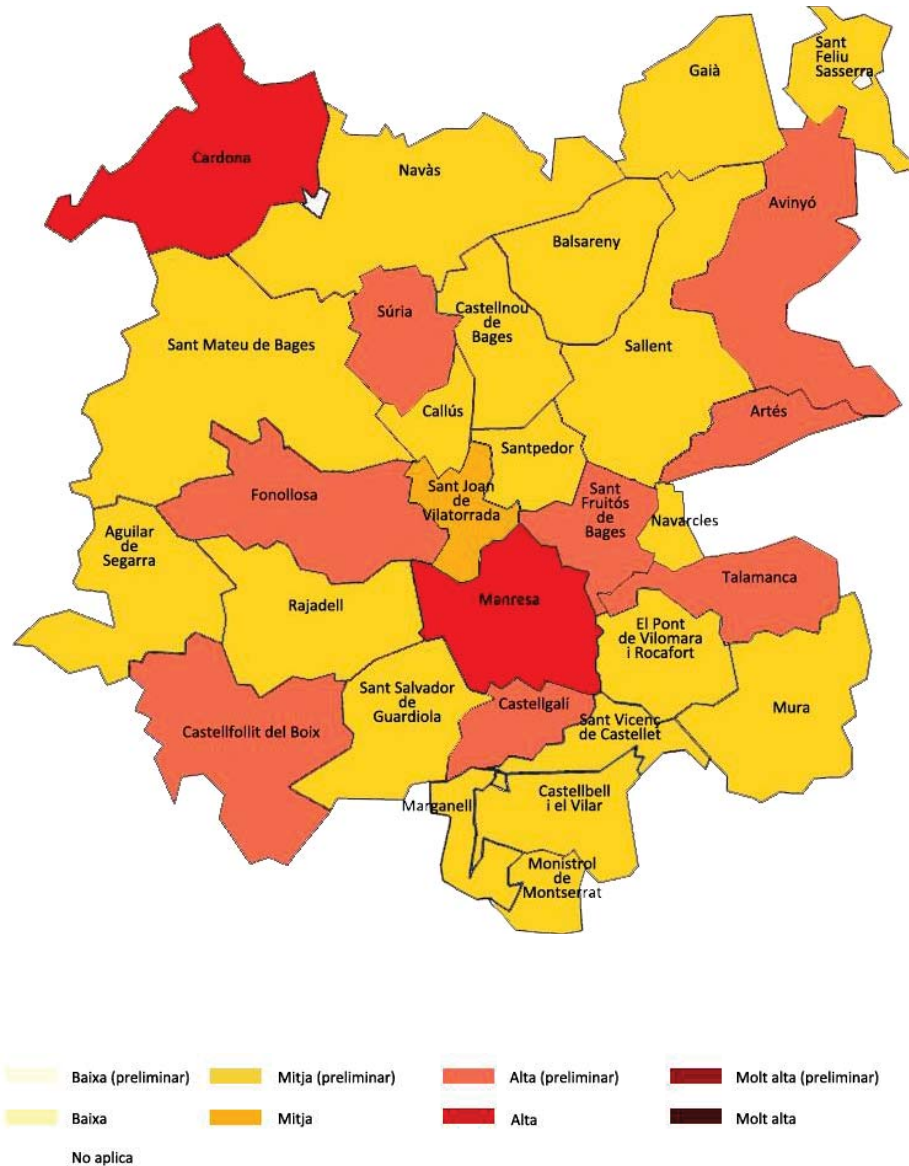 Sant
Feliu
Sasserra
Gaià
Cardona
Navàs
Avinyó
Balsareny
Súria
Castellnou
de
Bages
Sant Mateu de Bages
Sallent
Callús
Artés
Santpedor
Fonollosa
Sant Joan
de
Vilatorrada
Sant
Fruitós
de
Bages
Navarcles
Aguilar
de
Segarra
Talamanca
Rajadell
Manresa
El Pont
de Vilomara
i Rocafort
Sant Salvador
de
Guardiola
Castellgalí
Mura
Sant Vicenç
de Castellet
Castellfollit del Boix
Marganell
Castellbell
i el Vilar
Monistrol
de
Montserrat
Baixa (preliminar)
Mitja (preliminar)
Alta (preliminar)
Molt alta (preliminar)
Baixa
Mitja
Alta
Molt alta
No aplica